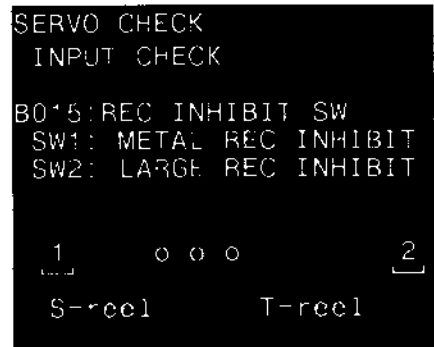 SERVO CHECK
INPUT CHECK
B015:REC INHIBIT SW
SW1: METAL REC INHIBIT
SW2: LARGE REC INHIBIT
1 o o o 2
S-reel T-reel